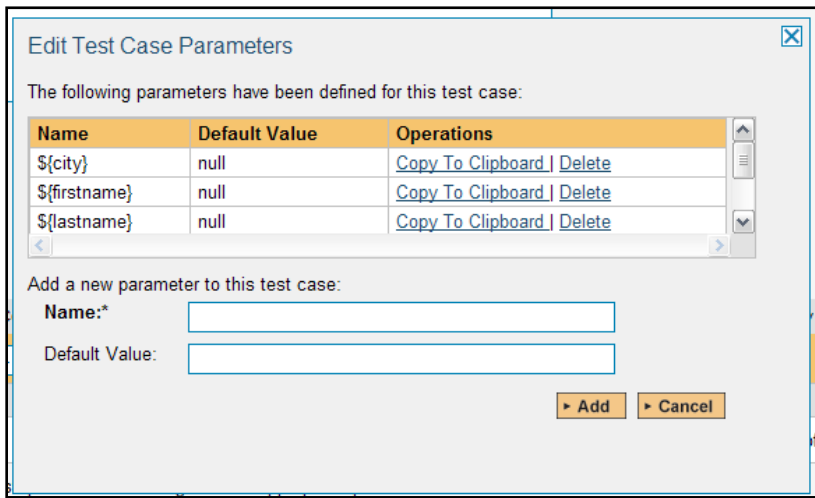 Edit Test Case Parameters
The following parameters have been defined for this test case:
Name Default Value Operations
${city} null Copy To Clipboard | Delete
${firstname} null Copy To Clipboard | Delete
${lastname} null Copy To Clipboard | Delete
Add a new parameter to this test case:
Name:*
Default Value:
Add Cancel